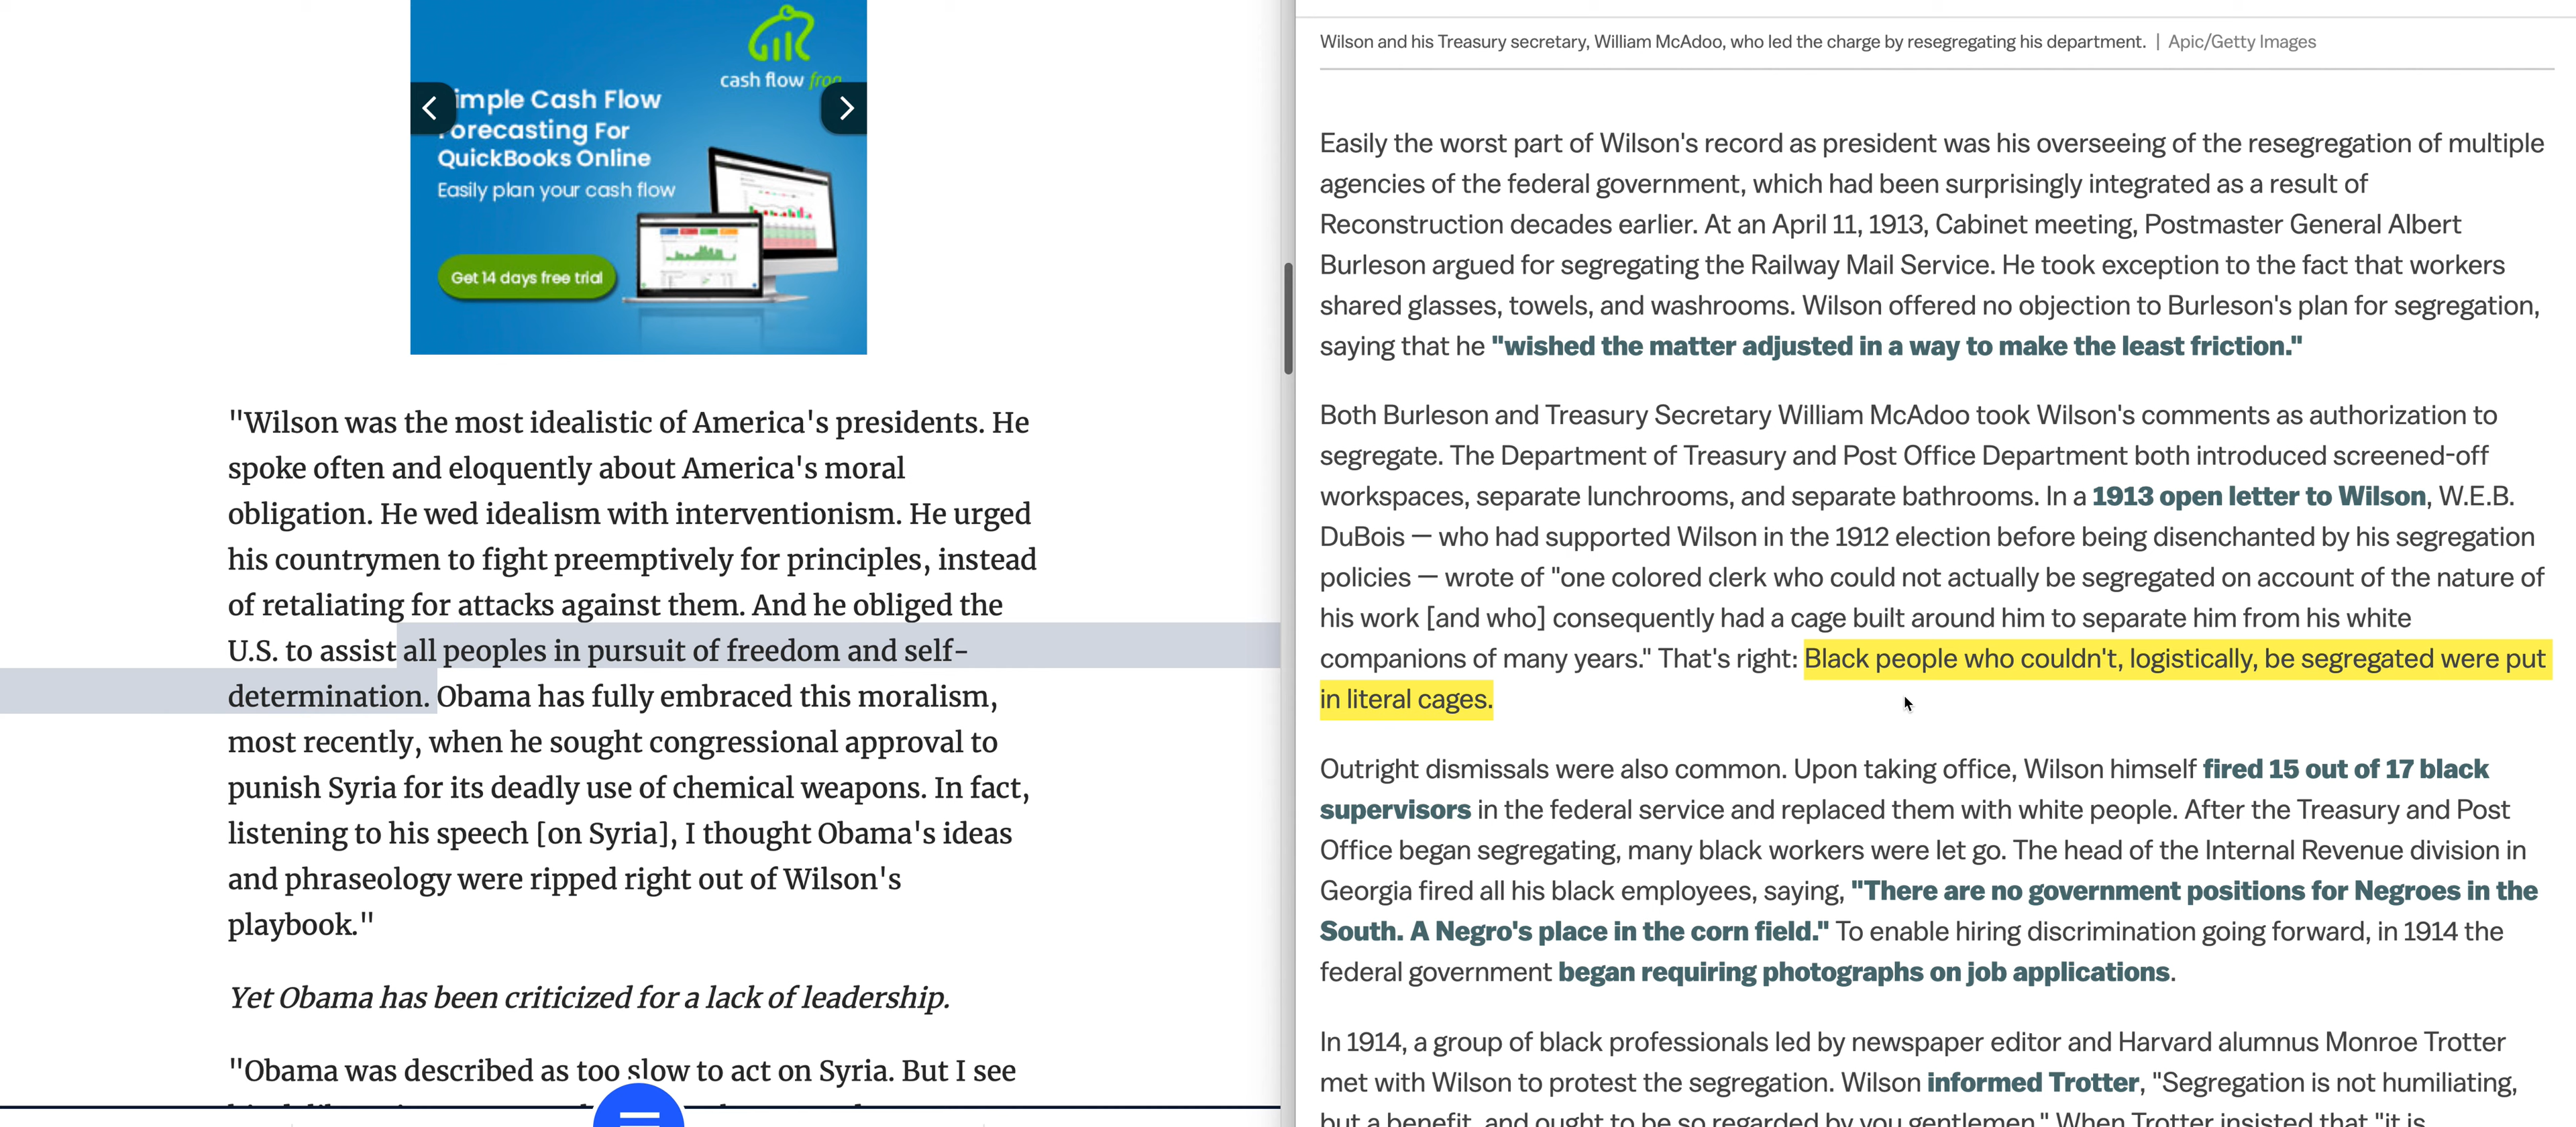 cash flow frog
Simple Cash Flow
Forecasting For
QuickBooks Online
Easily plan your cash flow
Get 14 days free trial
"Wilson was the most idealistic of America's presidents. He
spoke often and eloquently about America's moral
obligation. He wed idealism with interventionism. He urged
his countrymen to fight preemptively for principles, instead
of retaliating for attacks against them. And he obliged the
U.S. to assist all peoples in pursuit of freedom and self-
determination. Obama has fully embraced this moralism,
most recently, when he sought congressional approval to
punish Syria for its deadly use of chemical weapons. In fact,
listening to his speech [on Syria], I thought Obama's ideas
and phraseology were ripped right out of Wilson's
playbook."
Yet Obama has been criticized for a lack of leadership.
"Obama was described as too slow to act on Syria. But I see
Wilson and his Treasury secretary, William McAdoo, who led the charge by resegregating his department. | Apic/Getty Images
Easily the worst part of Wilson's record as president was his overseeing of the resegregation of multiple
agencies of the federal government, which had been surprisingly integrated as a result of
Reconstruction decades earlier. At an April 11, 1913, Cabinet meeting, Postmaster General Albert
Burleson argued for segregating the Railway Mail Service. He took exception to the fact that workers
shared glasses, towels, and washrooms. Wilson offered no objection to Burleson's plan for segregation,
saying that he "wished the matter adjusted in a way to make the least friction."
Both Burleson and Treasury Secretary William McAdoo took Wilson's comments as authorization to
segregate. The Department of Treasury and Post Office Department both introduced screened-off
workspaces, separate lunchrooms, and separate bathrooms. In a 1913 open letter to Wilson, W.E.B.
DuBois — who had supported Wilson in the 1912 election before being disenchanted by his segregation
policies — wrote of "one colored clerk who could not actually be segregated on account of the nature of
his work [and who] consequently had a cage built around him to separate him from his white
companions of many years." That's right: Black people who couldn't, logistically, be segregated were put
in literal cages.
Outright dismissals were also common. Upon taking office, Wilson himself fired 15 out of 17 black
supervisors in the federal service and replaced them with white people. After the Treasury and Post
Office began segregating, many black workers were let go. The head of the Internal Revenue division in
Georgia fired all his black employees, saying, "There are no government positions for Negroes in the
South. A Negro's place in the corn field." To enable hiring discrimination going forward, in 1914 the
federal government began requiring photographs on job applications.
In 1914, a group of black professionals led by newspaper editor and Harvard alumnus Monroe Trotter
met with Wilson to protest the segregation. Wilson informed Trotter, "Segregation is not humiliating,
but a benefit, and ought to be so regarded by you gentlemen." When Trotter insisted that "it is